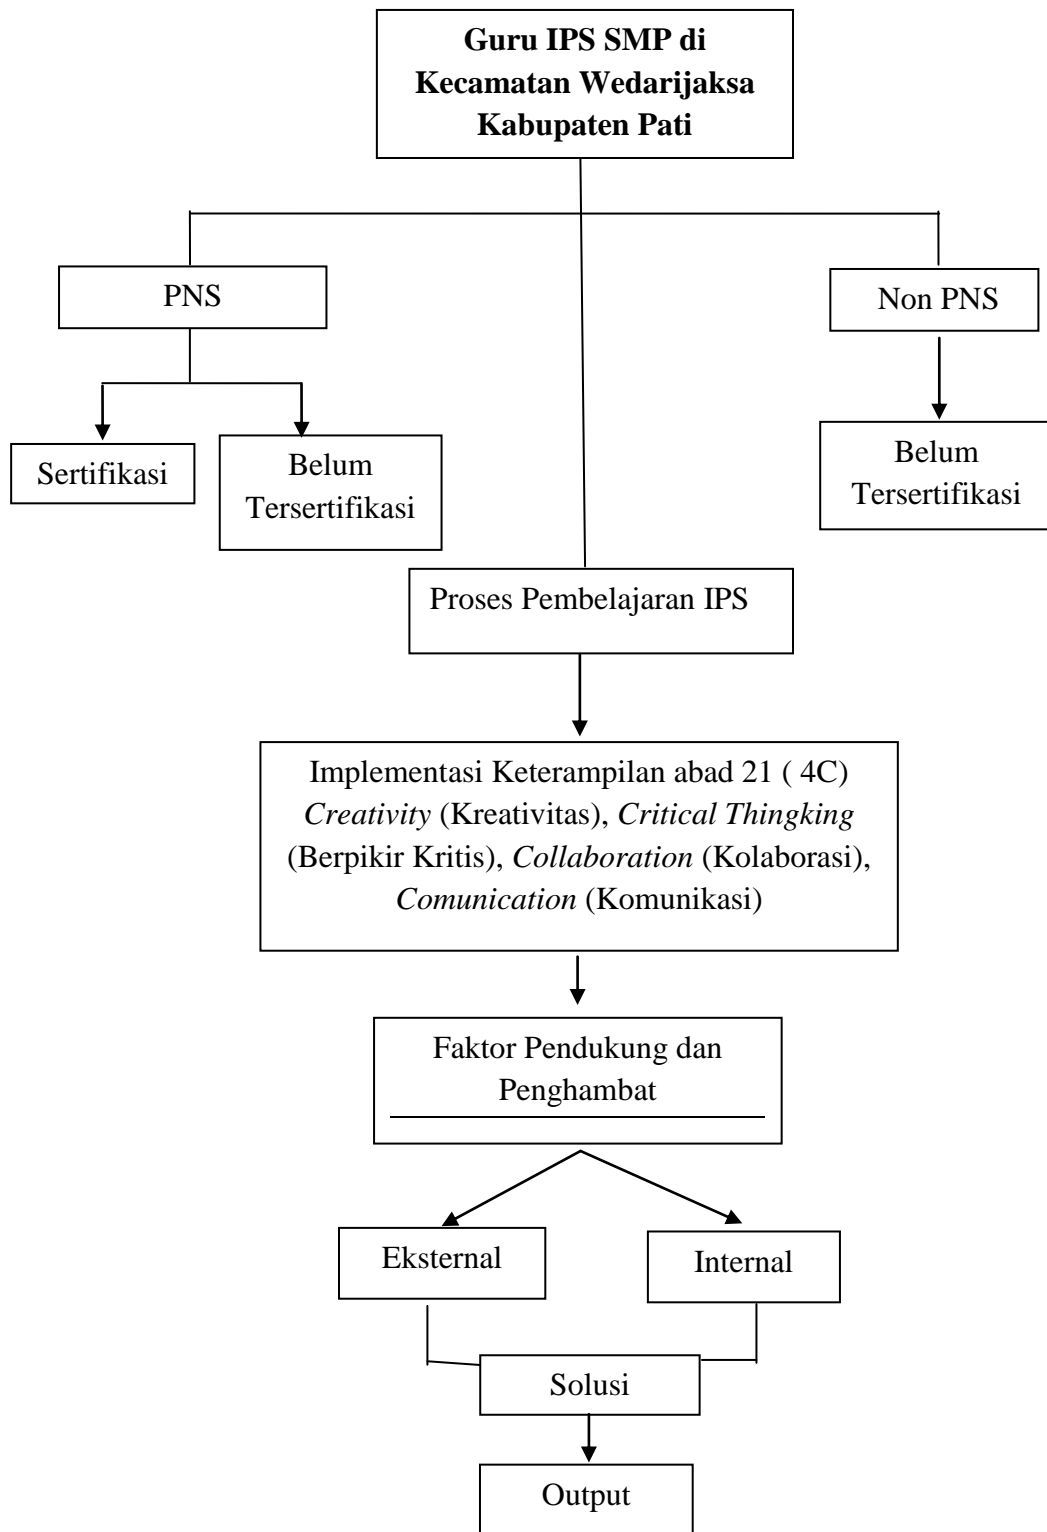 Guru IPS SMP di
Kecamatan Wedarijaksa
Kabupaten Pati
PNS
Non PNS
Sertifikasi
Belum
Tersertifikasi
Belum
Tersertifikasi
Proses Pembelajaran IPS
Implementasi Keterampilan abad 21 ( 4C)
Creativity (Kreativitas), Critical Thingking
(Berpikir Kritis), Collaboration (Kolaborasi),
Comunication (Komunikasi)
Faktor Pendukung dan
Penghambat
Eksternal
Internal
Solusi
Output